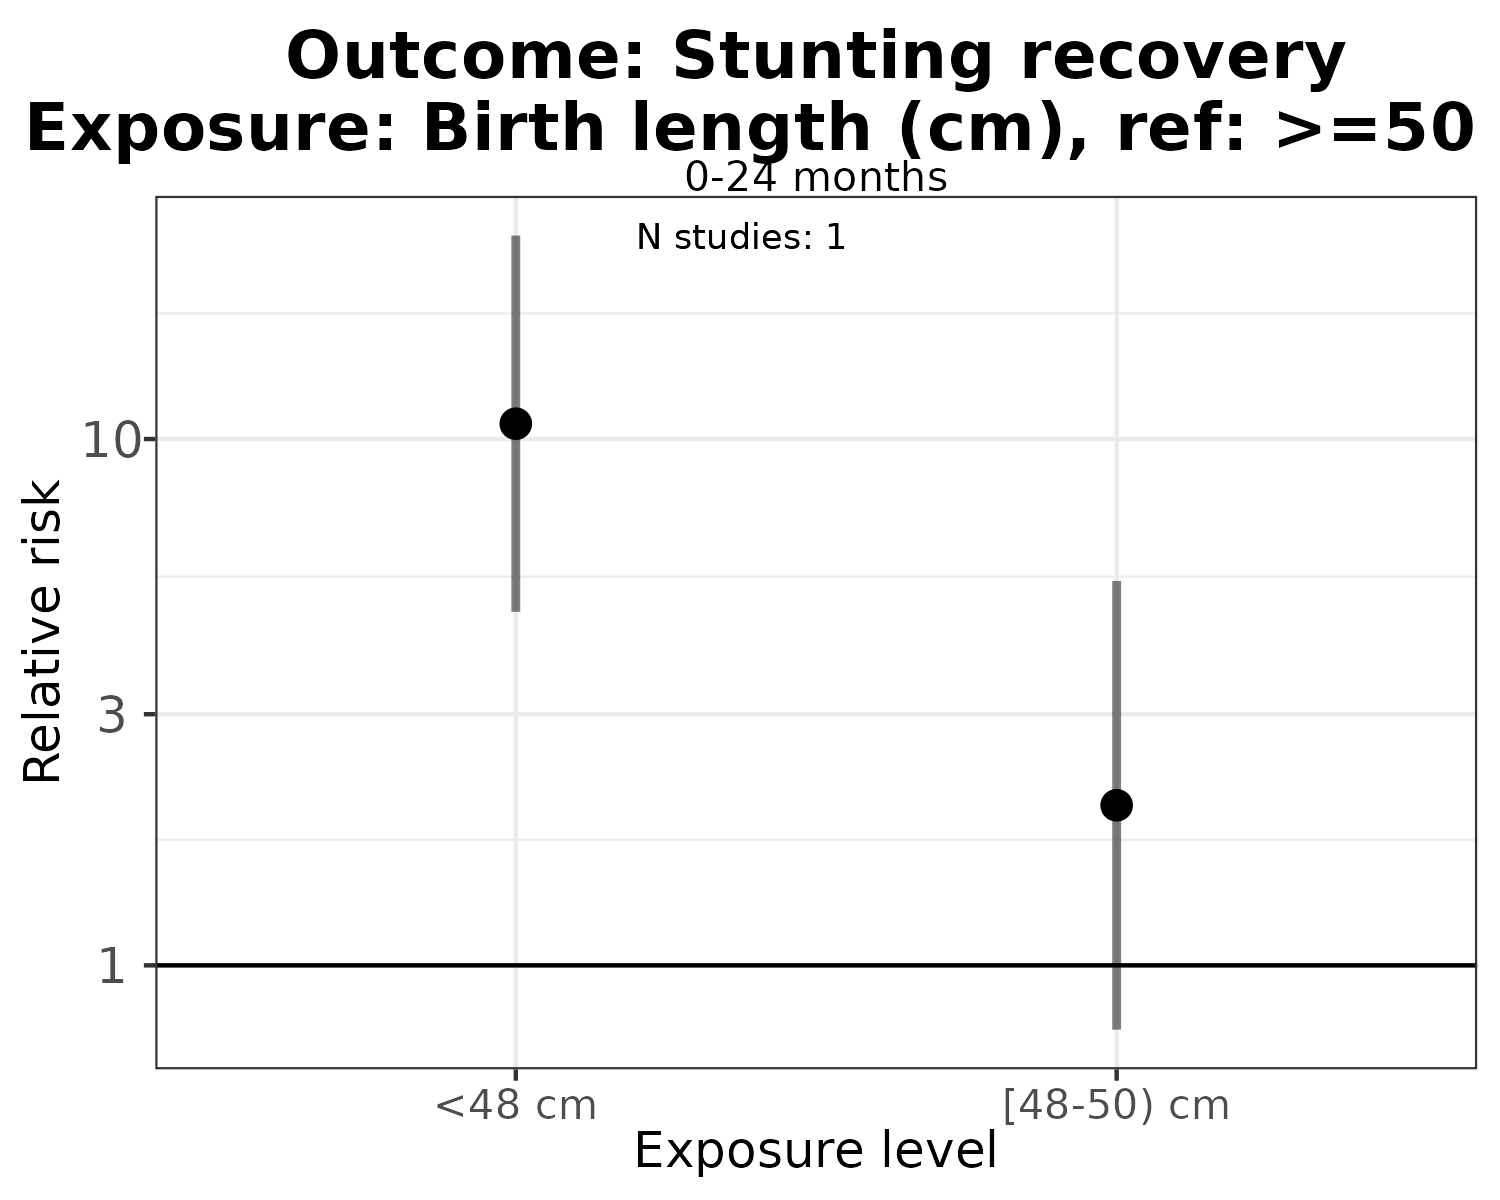 Outcome: Stunting recovery
Exposure: Birth length (cm), ref: >=50
0-24 months
N studies: 1
10
3
1
Relative risk
<48 cm
[48-50) cm
Exposure level